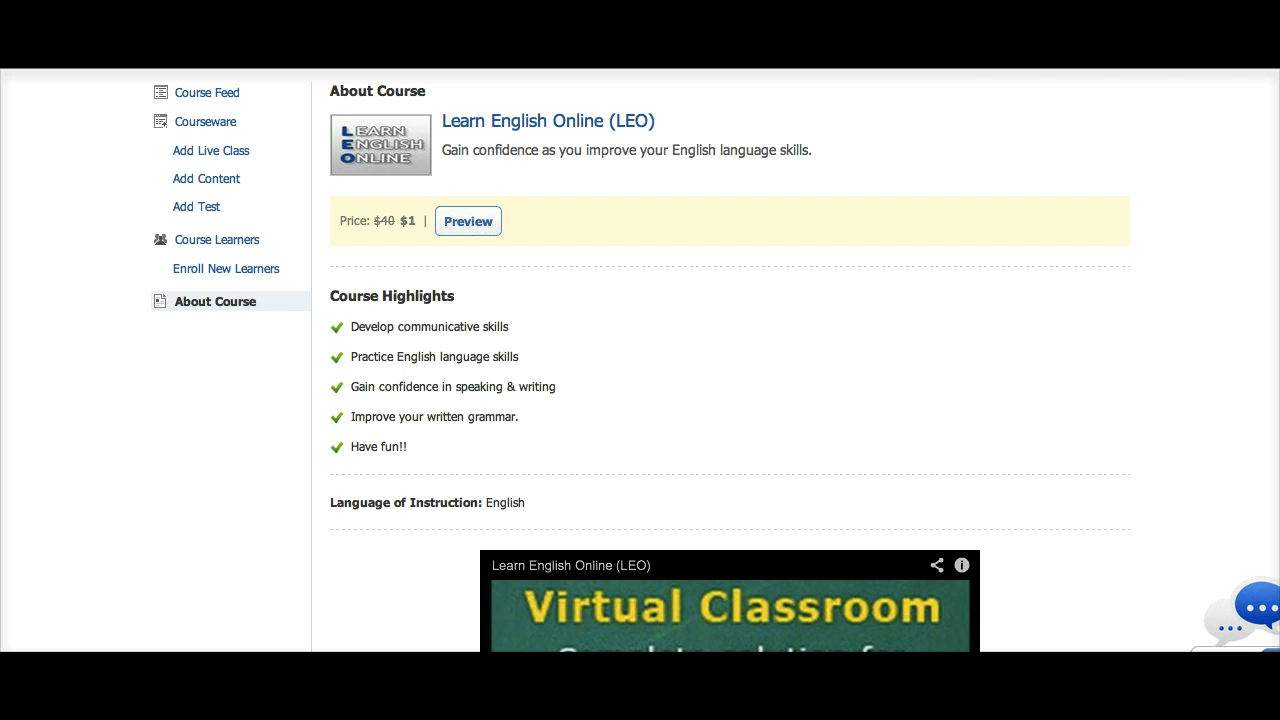 Course Feed
Courseware
Add Live Class
Add Content
Add Test
Course Learners
Enroll New Learners
About Course
About Course
LEARN
ENGLISH
ONLINE
Learn English Online (LEO)
Gain confidence as you improve your English language skills.
Price: $40 $1 | Preview
Course Highlights
Develop communicative skills
Practice English language skills
Gain confidence in speaking & writing
Improve your written grammar.
Have fun!!
Language of Instruction: English
Learn English Online (LEO)
Virtual Classroom